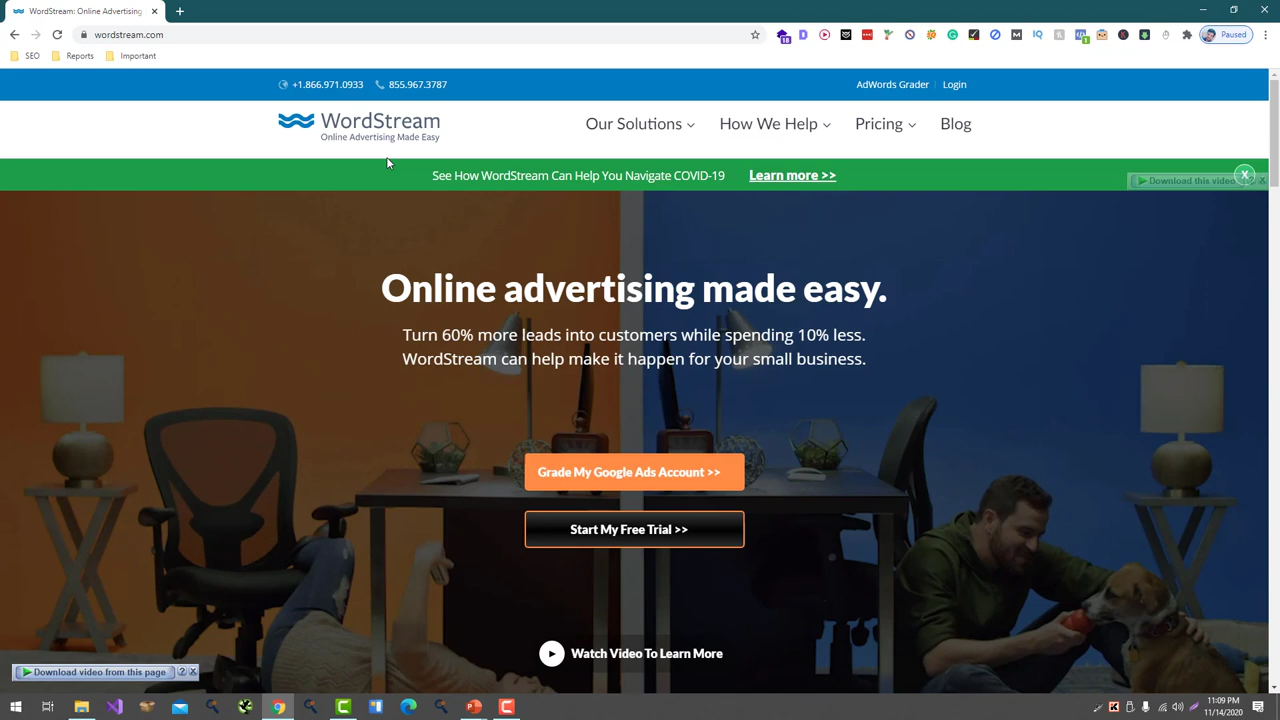 WordStream: Online Advertising
wordstream.com
Paused
SEO
Reports
Important
+1.866.971.0933
855.967.3787
AdWords Grader
Login
WordStream
Online Advertising Made Easy
Our Solutions
How We Help
Pricing
Blog
See How WordStream Can Help You Navigate COVID-19
Learn more >>
X
Download this video
Online advertising made easy.
Turn 60% more leads into customers while spending 10% less.
WordStream can help make it happen for your small business.
Grade My Google Ads Account >>
Start My Free Trial >>
Watch Video To Learn More
Download video from this page
?
X
11:09 PM
11/14/2020